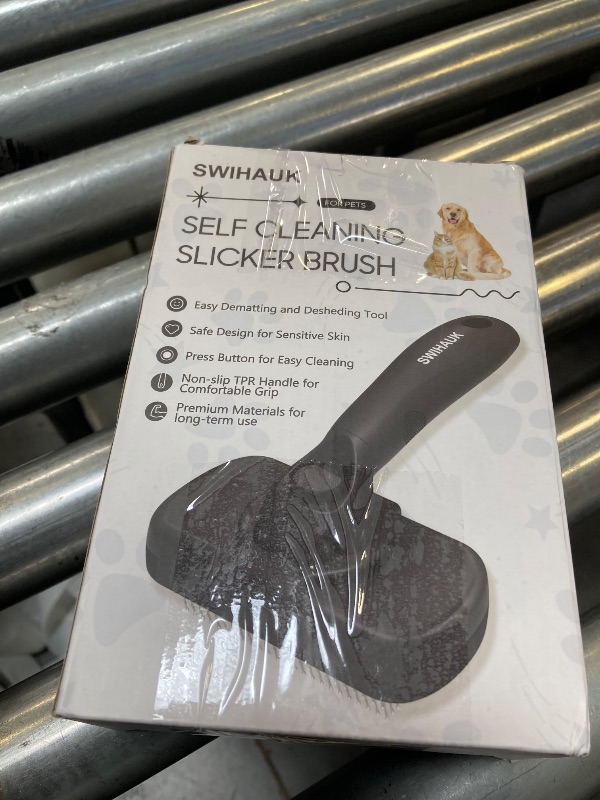 SWIHAUK
FOR PETS
SELF CLEANING
SLICKER BRUSH
Easy Dematting and Desheding Tool
Safe Design for Sensitive Skin
Press Button for Easy Cleaning
Non-slip TPR Handle for
Comfortable Grip
Premium Materials for
long-term use
SWIHAUK